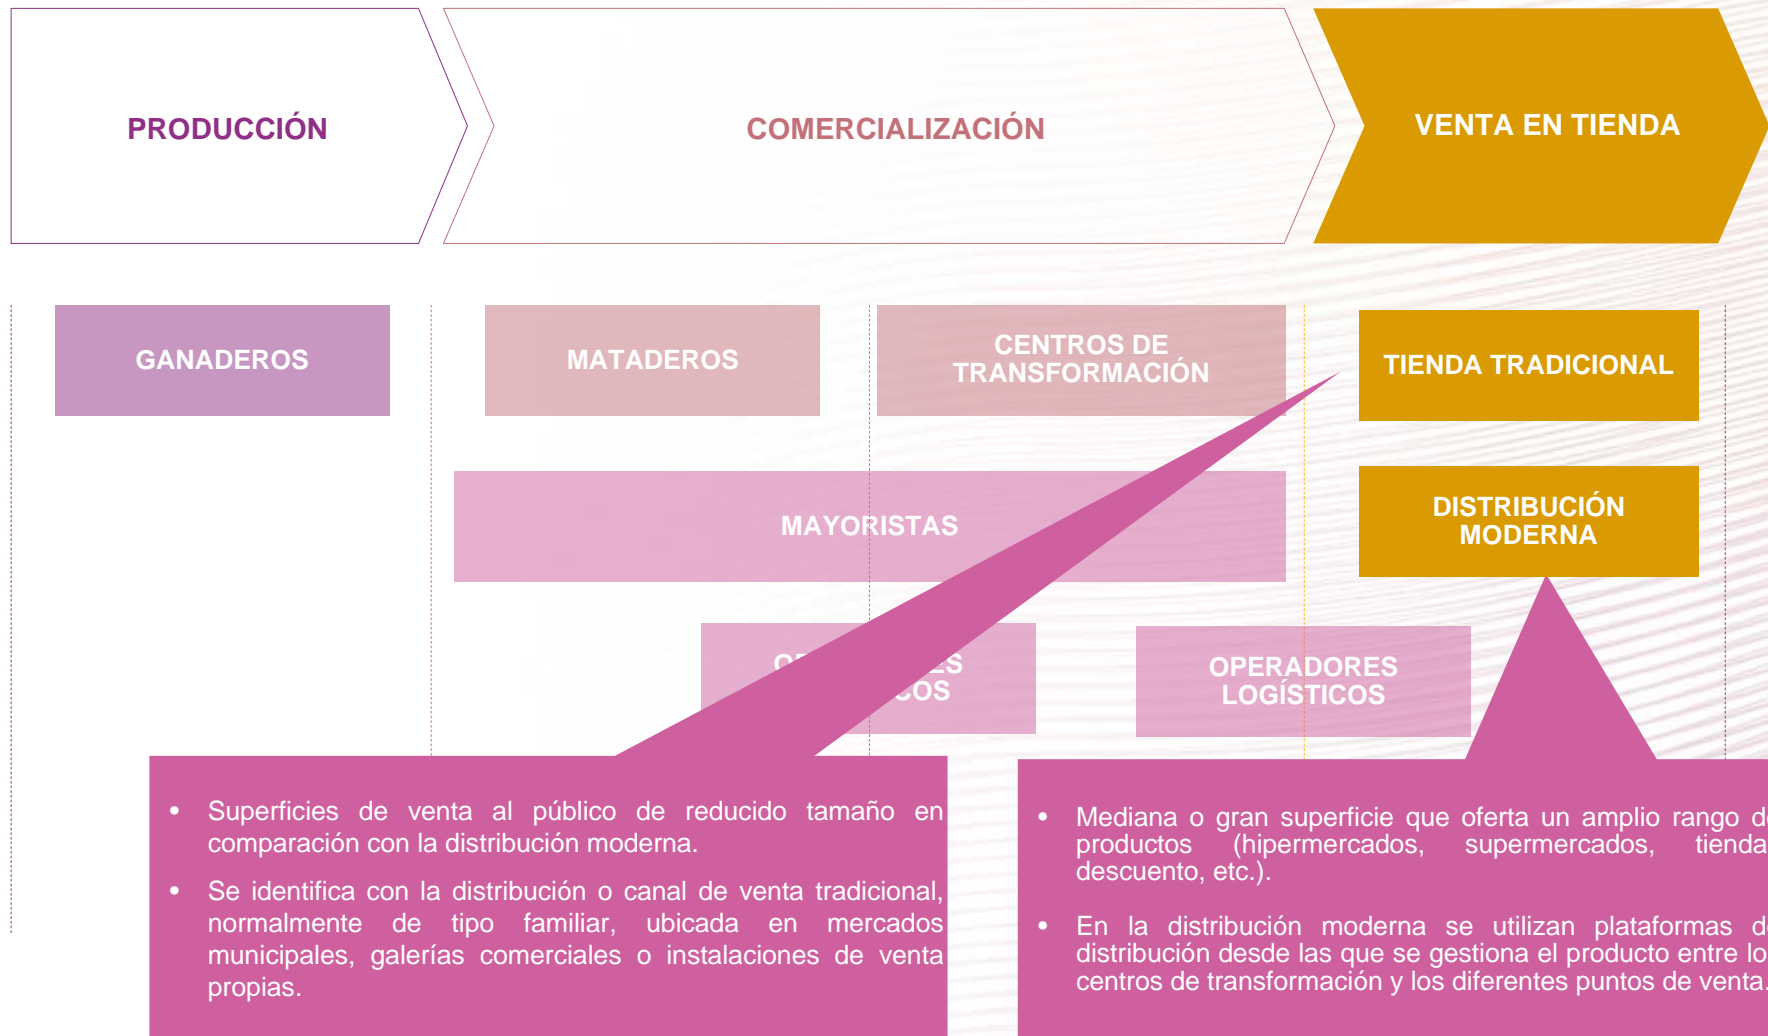 PRODUCCIÓN
COMERCIALIZACIÓN
VENTA EN TIENDA
GANADEROS
MATADEROS
CENTROS DE
TRANSFORMACIÓN
TIENDA TRADICIONAL
MAYORISTAS
DISTRIBUCIÓN
MODERNA
OPERADORES
LOGÍSTICOS
• Superficies de venta al público de reducido tamaño en
comparación con la distribución moderna.
• Se identifica con la distribución o canal de venta tradicional,
normalmente de tipo familiar, ubicada en mercados
municipales, galerías comerciales o instalaciones de venta
propias.
• Mediana o gran superficie que oferta un amplio rango
productos (hipermercados, supermercados,
descuento, etc.).
• En la distribución moderna se utilizan plataformas
distribución desde las que se gestiona el producto entre
centros de transformación y los diferentes puntos de venta.